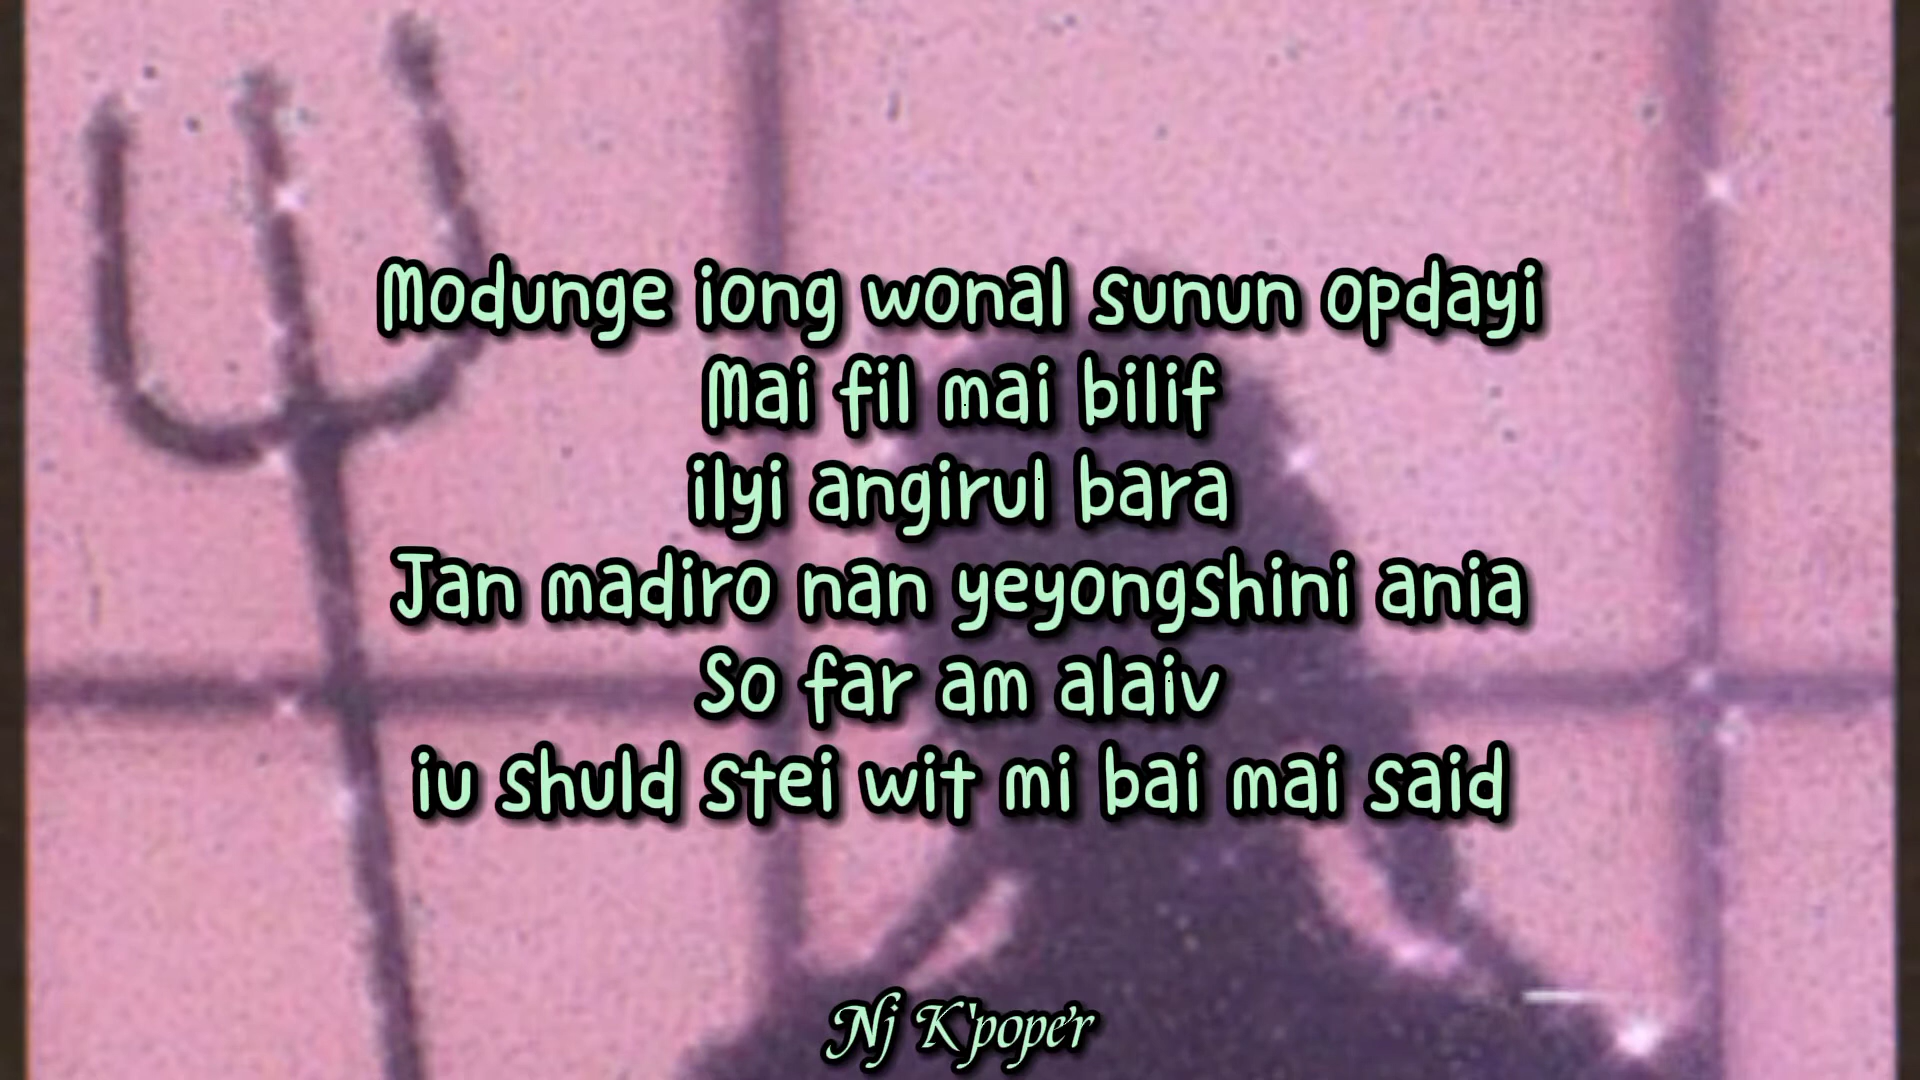 Modunge iong wonal sunun opdayi
Mai fil mai bilif
ilyi angirul bara
Jan madiro nan yeyongshini ania
So far am alaiv
iu shuld stei wit mi bai mai said
Nj K'pope'r